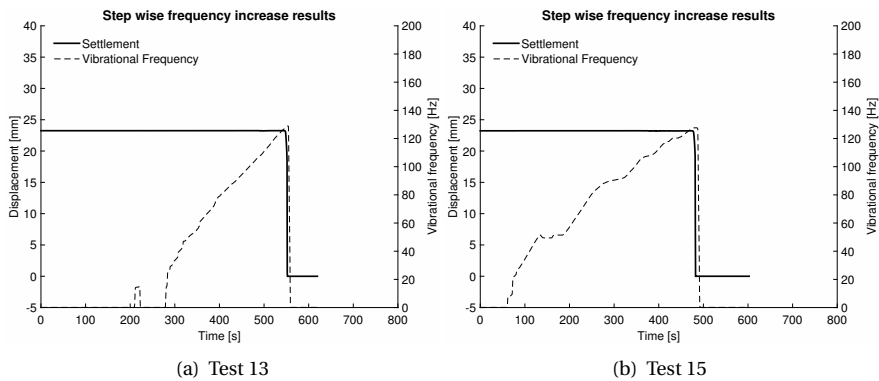 Step wise frequency increase results
40
35
30
25
20
15
10
5
0
-5
Displacement [mm]
Settlement
Vibrational Frequency
200
180
160
140
120
100
80
60
40
20
0
Vibrational frequency [Hz]
0 100 200 300 400 500 600 700 800
Time [s]
(a) Test 13
Step wise frequency increase results
40
35
30
25
20
15
10
5
0
-5
Displacement [mm]
Settlement
Vibrational Frequency
200
180
160
140
120
100
80
60
40
20
0
Vibrational frequency [Hz]
0 100 200 300 400 500 600 700 800
Time [s]
(b) Test 15